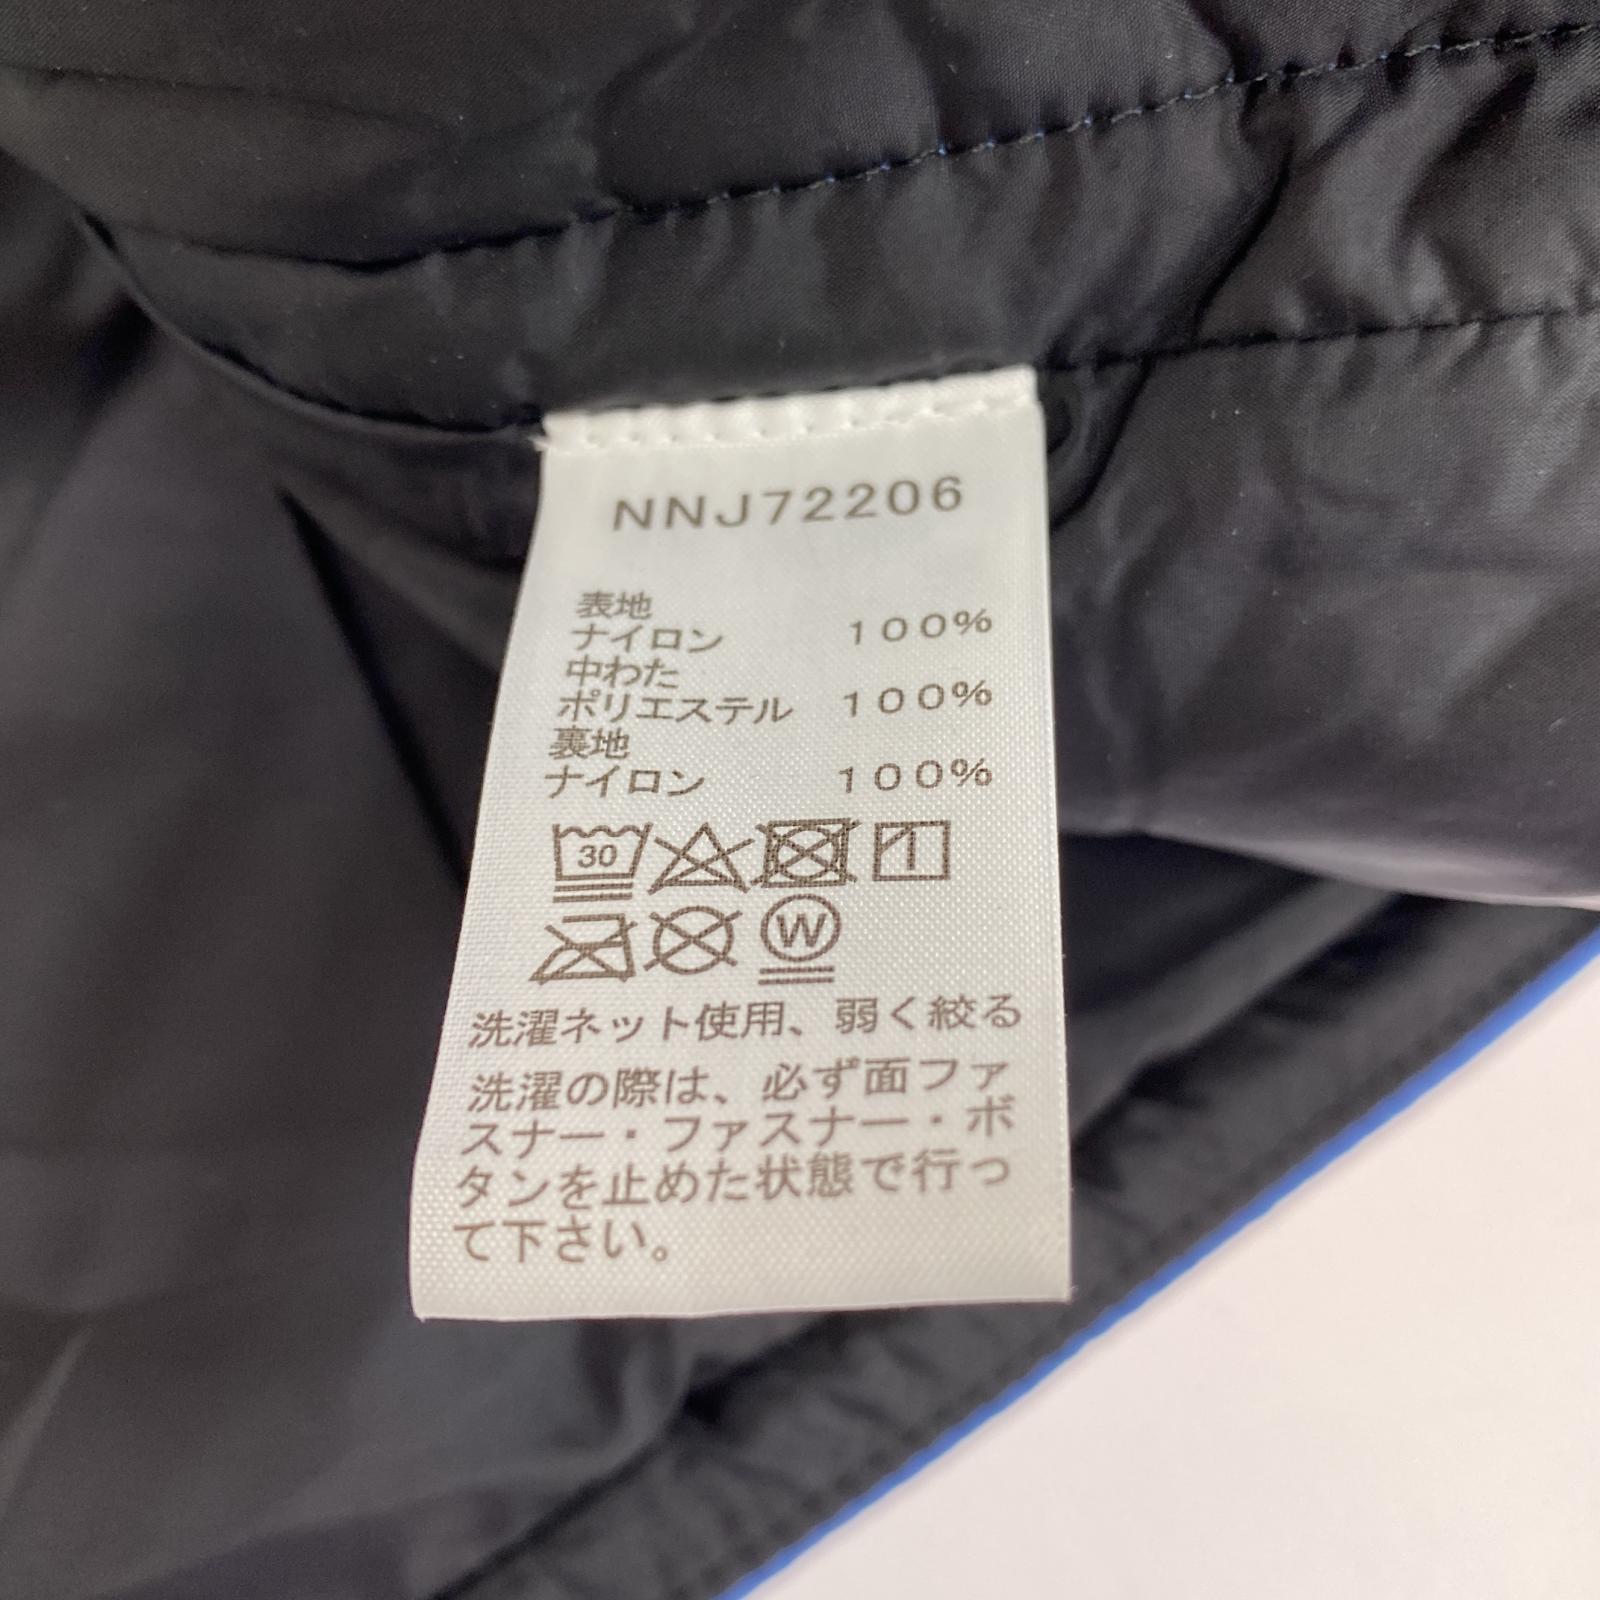 NNJ72206
表地
ナイロン 100%
中わた
ポリエステル 100%
裏地
ナイロン 100%
30
W
洗濯ネット使用、弱く絞る
洗濯の際は、必ず面ファ
スナー・ファスナー・ボ
タンを止めた状態で行っ
て下さい。